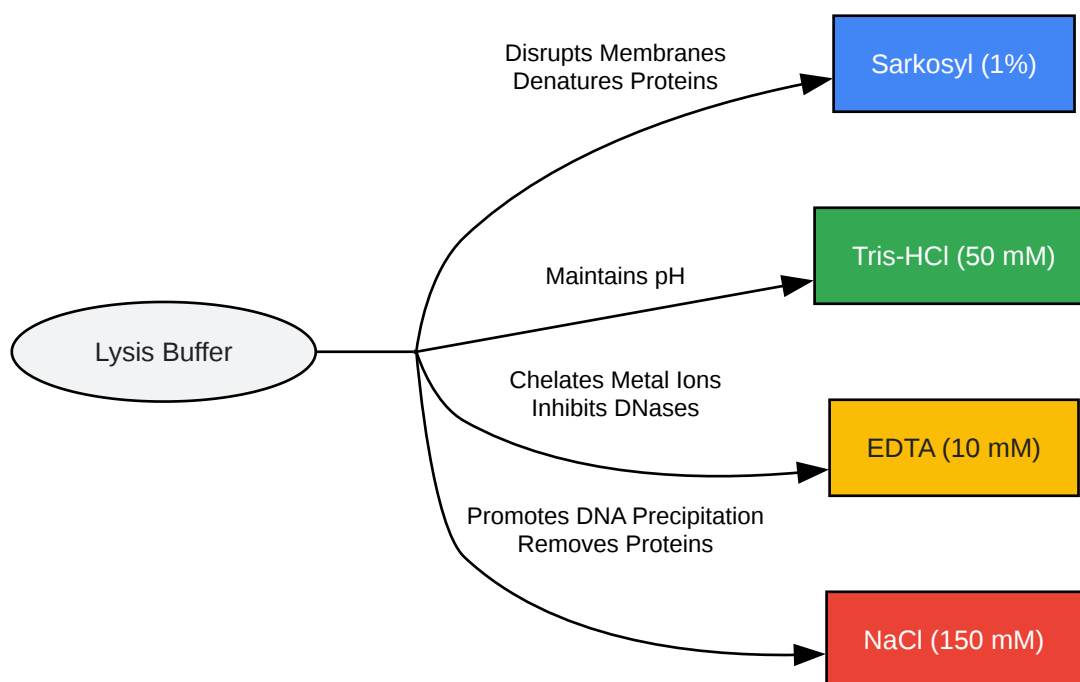 Disrupts Membranes
Denatures Proteins
Sarkosyl (1%)
Maintains pH
Tris-HCl (50 mM)
Lysis Buffer
Chelates Metal Ions
Inhibits DNases
EDTA (10 mM)
Promotes DNA Precipitation
Removes Proteins
NaCl (150 mM)